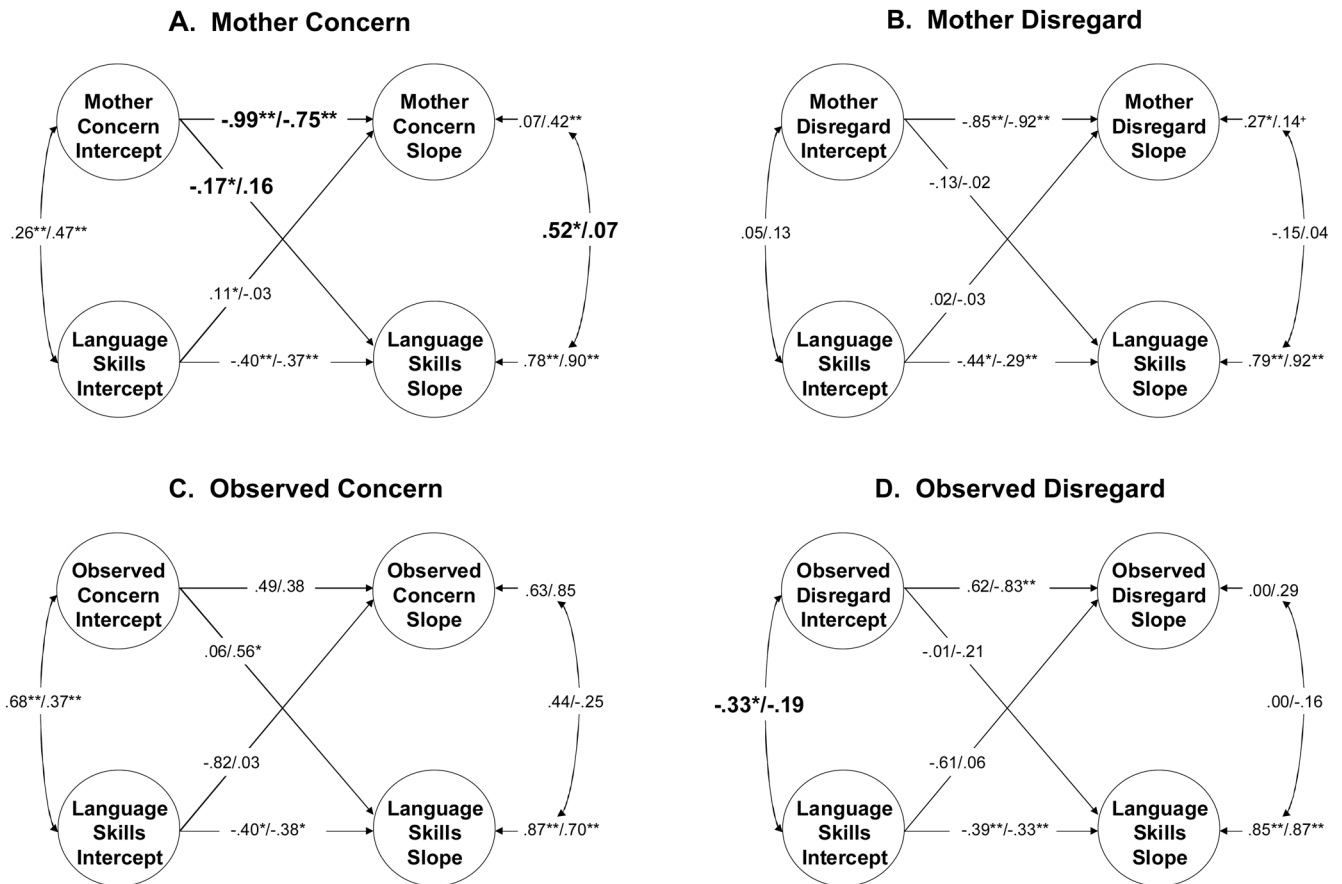 A. Mother Concern
Mother
Concern
Intercept
-.99**/-.75**
Mother
Concern
Slope
.07/.42**
-.17*/.16
.26**/.47**
.52*/.07
.11*/-.03
Language
Skills
Intercept
-.40**/-.37**
Language
Skills
Slope
.78**/.90**
B. Mother Disregard
Mother
Disregard
Intercept
-.85**/-.92**
Mother
Disregard
Slope
.27*/.14+
-.13/-.02
.05/.13
-.15/.04
.02/-.03
Language
Skills
Intercept
-.44*/-.29**
Language
Skills
Slope
.79**/.92**
C. Observed Concern
Observed
Concern
Intercept
.49/.38
Observed
Concern
Slope
.63/.85
.06/.56*
.68**/.37**
.44/-.25
-.82/.03
Language
Skills
Intercept
-.40*/-.38*
Language
Skills
Slope
.87**/.70**
D. Observed Disregard
Observed
Disregard
Intercept
.62/-.83**
Observed
Disregard
Slope
.00/.29
-.01/-.21
-.33*/-.19
.00/-.16
-.61/.06
Language
Skills
Intercept
-.39**/-.33**
Language
Skills
Slope
.85**/.87**